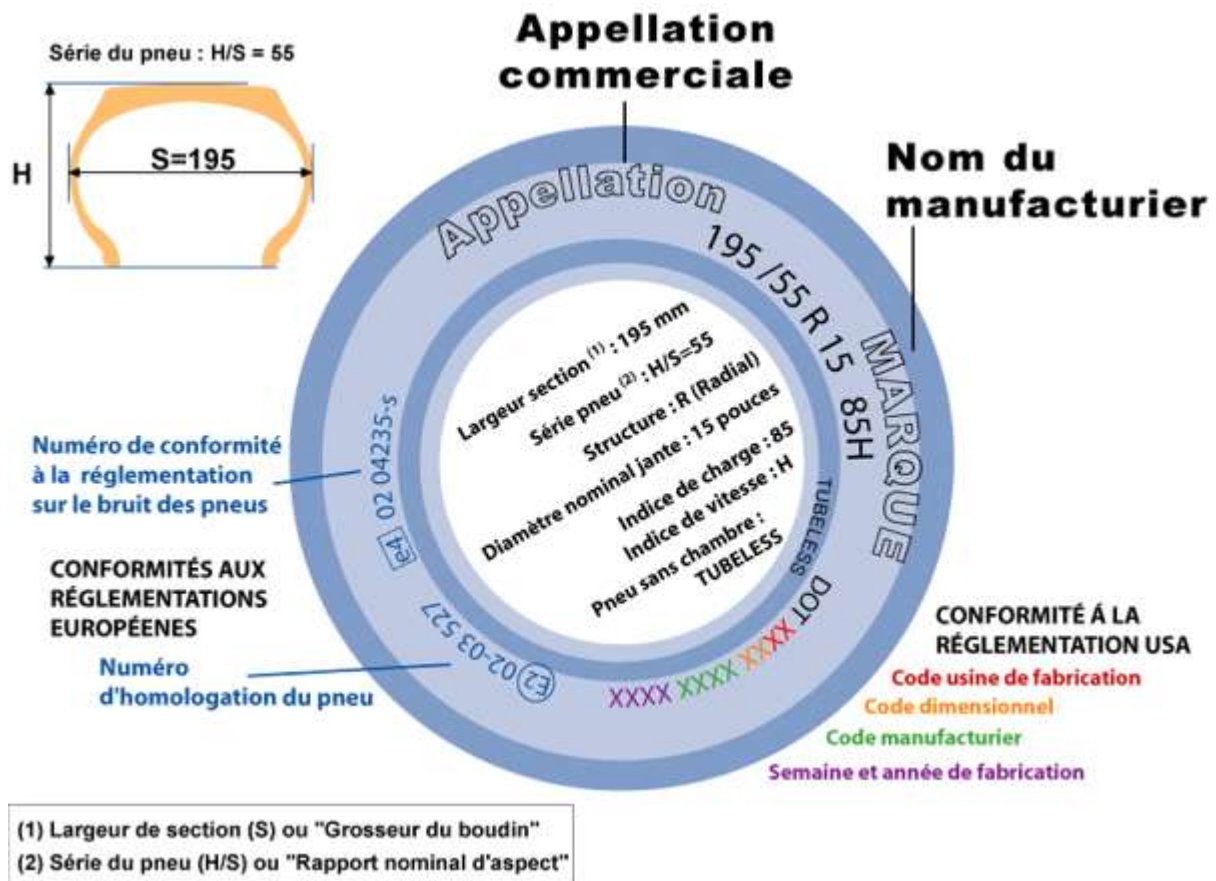 Appellation
commerciale
Série du pneu : H/S = 55
H
S=195
Nom du
manufacturier
Appellation
195 /55 R 15 85H
MARQUE
TUBELESS
DOT XX XX XXXX XXXX
Largeur section (1) : 195 mm
Série pneu (2) : H/S=55
Structure : R (Radial)
Diamètre nominal jante : 15 pouces
Indice de charge : 85
Indice de vitesse : H
Pneu sans chambre :
TUBELESS
e4 02 04235-s
E2 02-03 527
Numéro de conformité
à la réglementation
sur le bruit des pneus
CONFORMITÉS AUX
RÉGLEMENTATIONS
EUROPÉENES
Numéro
d'homologation du pneu
CONFORMITÉ Á LA
RÉGLEMENTATION USA
Code usine de fabrication
Code dimensionnel
Code manufacturier
Semaine et année de fabrication
(1) Largeur de section (S) ou "Grosseur du boudin"
(2) Série du pneu (H/S) ou "Rapport nominal d'aspect"